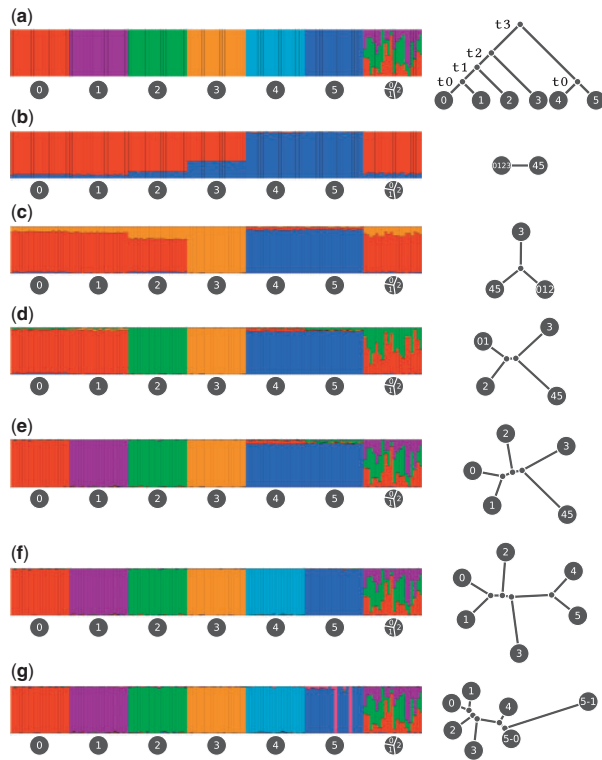 (a)
t3
t2
t1
t0 t0
0 1 2 3 4 5
0 1 2 3 4 5 0 1 2
(b)
0123 45
0 1 2 3 4 5 0 1 2
(c)
3
45 012
0 1 2 3 4 5 0 1 2
(d)
01 3
2 45
0 1 2 3 4 5 0 1 2
(e)
2 3
0
1 45
0 1 2 3 4 5 0 1 2
(f)
2
0 4
1 5
3
0 1 2 3 4 5 0 1 2
(g)
1
0 4 5-1
2 5-0
3
0 1 2 3 4 5 0 1 2